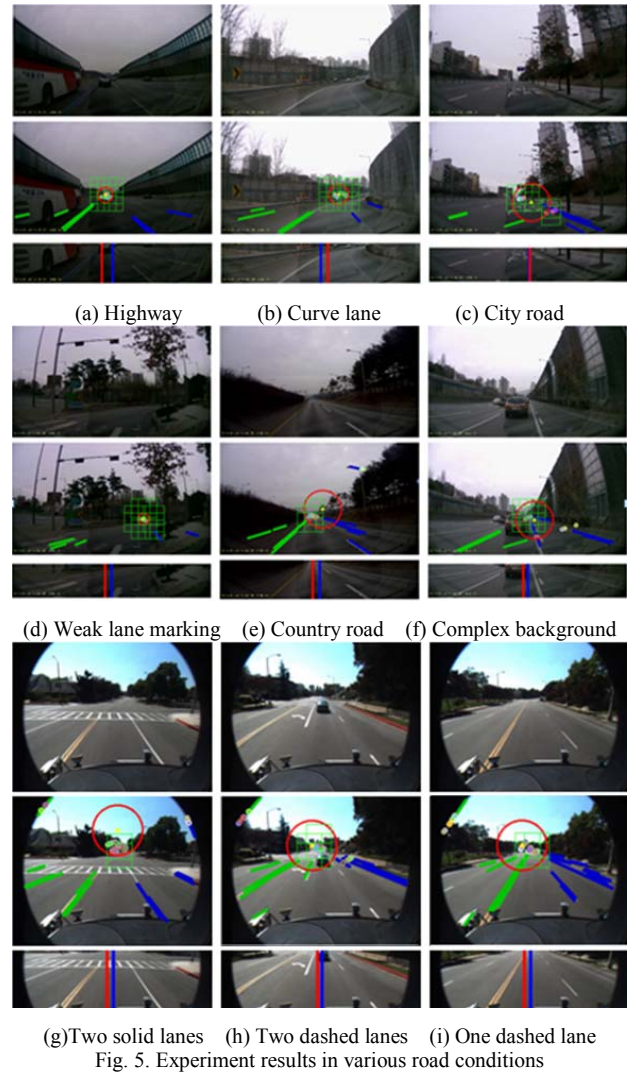 (a) Highway (b) Curve lane (c) City road
(d) Weak lane marking (e) Country road (f) Complex background
(g)Two solid lanes (h) Two dashed lanes (i) One dashed lane
Fig. 5. Experiment results in various road conditions